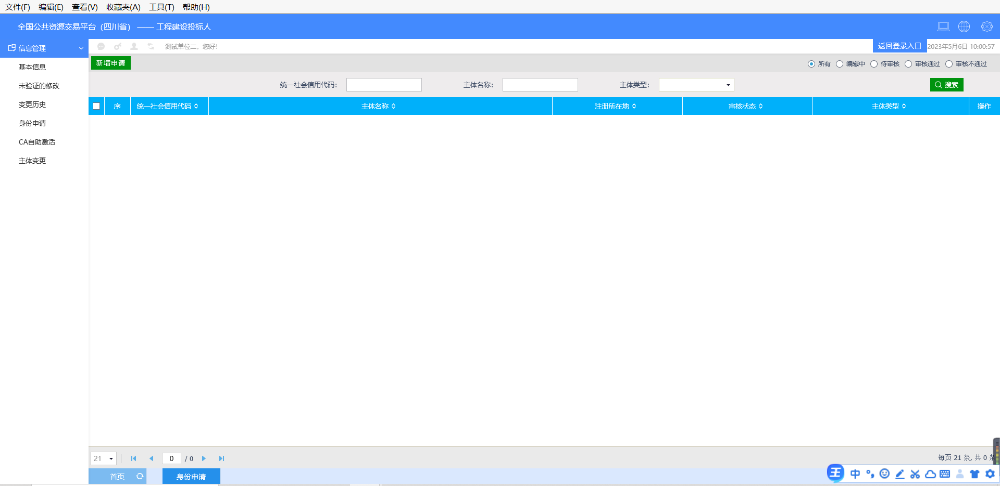 文件(F) 编辑(E) 查看(V) 收藏夹(A) 工具(T) 帮助(H)
全国公共资源交易平台（四川省） —— 工程建设投标人
信息管理
测试单位二，您好！
返回登录入口 2023年5月6日 10:00:57
基本信息
未验证的修改
变更历史
身份申请
CA自助激活
主体变更
新增申请
所有 编辑中 待审核 审核通过 审核不通过
统一社会信用代码： 主体名称： 主体类型： 搜索
序 统一社会信用代码 主体名称 注册所在地 审核状态 主体类型 操作
21 0 / 0
每页 21 条, 共 0 条
首页 身份申请
王 中